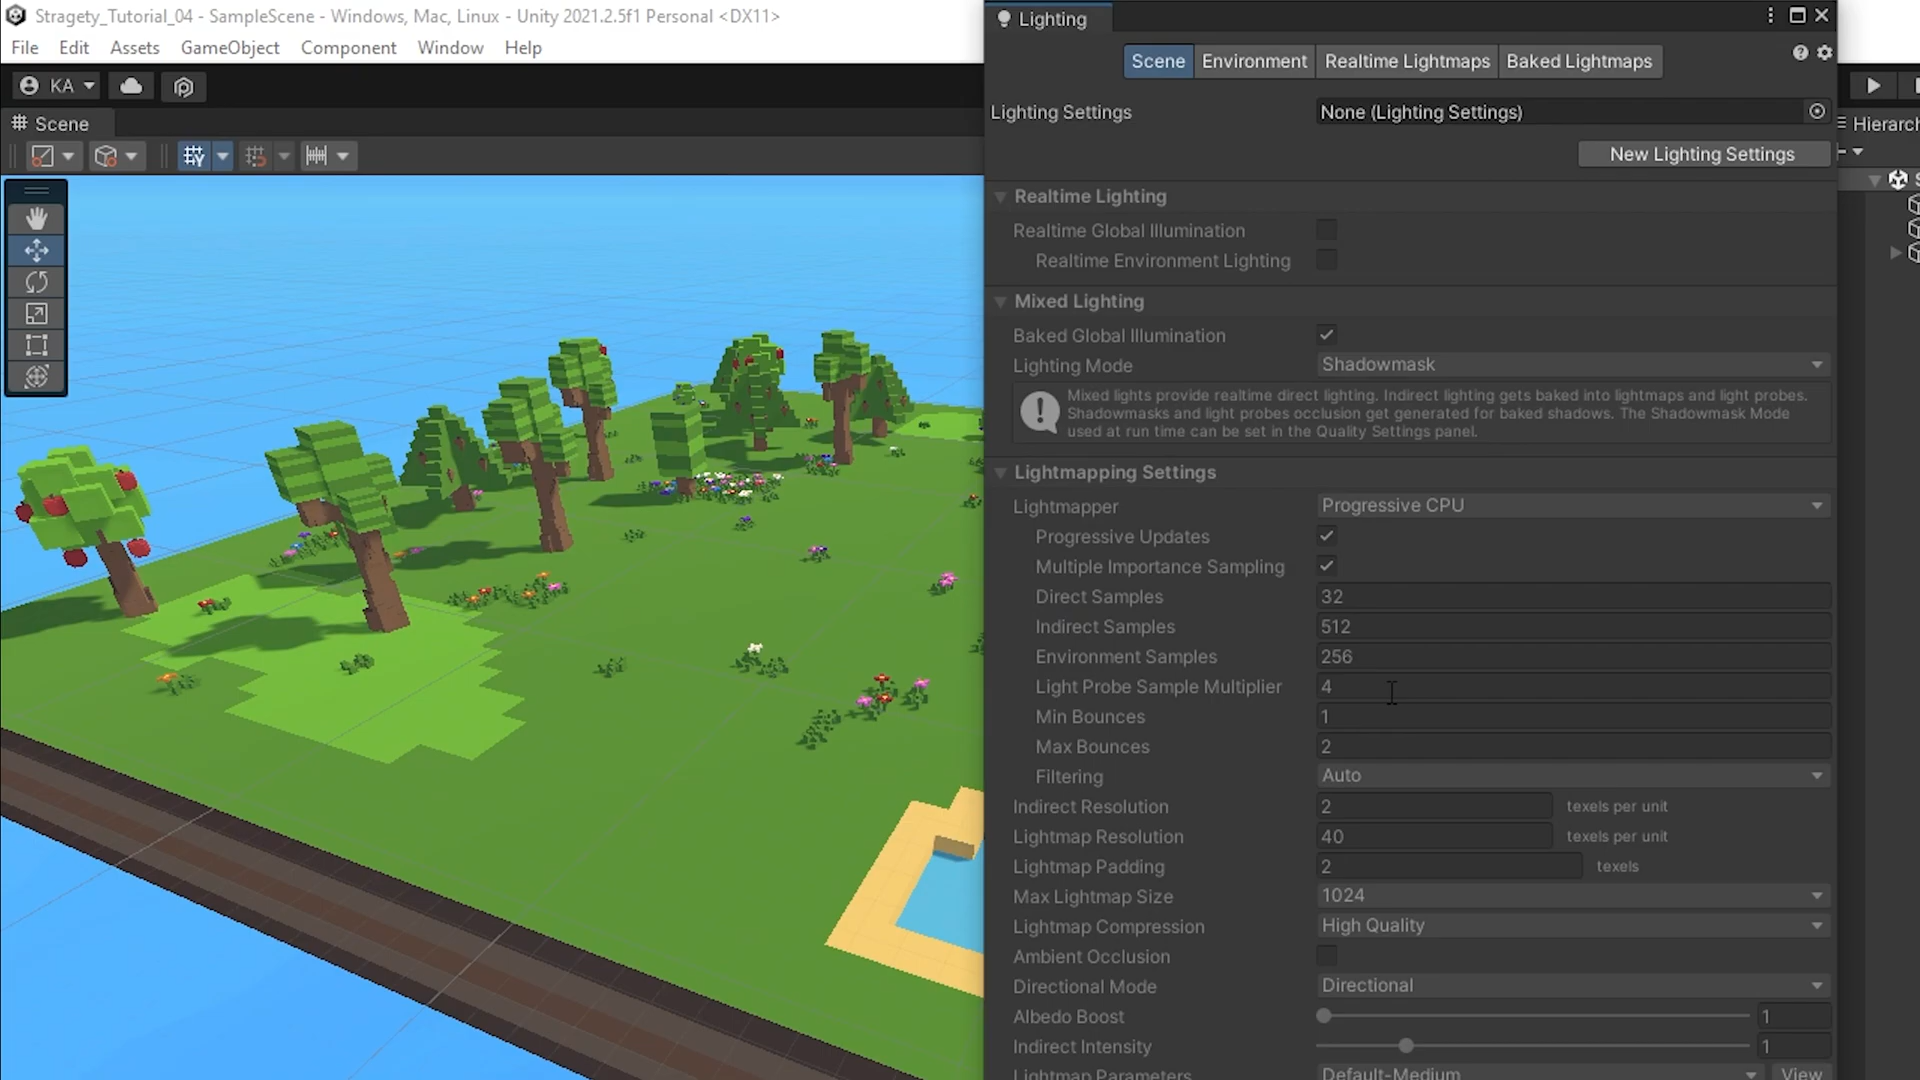 Stragety_Tutorial_04 - SampleScene - Windows, Mac, Linux - Unity 2021.2.5f1 Personal <DX11>
File Edit Assets GameObject Component Window Help
KA
Scene
Lighting
Scene Environment Realtime Lightmaps Baked Lightmaps
Lighting Settings None (Lighting Settings)
New Lighting Settings
Realtime Lighting
Realtime Global Illumination
Realtime Environment Lighting
Mixed Lighting
Baked Global Illumination
Lighting Mode Shadowmask
Mixed lights provide realtime direct lighting. Indirect lighting gets baked into lightmaps and light probes.
Shadowmasks and light probes occlusion get generated for baked shadows. The Shadowmask Mode
used at run time can be set in the Quality Settings panel.
Lightmapping Settings
Lightmapper Progressive CPU
Progressive Updates
Multiple Importance Sampling
Direct Samples 32
Indirect Samples 512
Environment Samples 256
Light Probe Sample Multiplier 4
Min Bounces 1
Max Bounces 2
Filtering Auto
Indirect Resolution 2 texels per unit
Lightmap Resolution 40 texels per unit
Lightmap Padding 2 texels
Max Lightmap Size 1024
Lightmap Compression High Quality
Ambient Occlusion
Directional Mode Directional
Albedo Boost 1
Indirect Intensity 1
Lightmap Parameters Default-Medium View
Hierarch
S